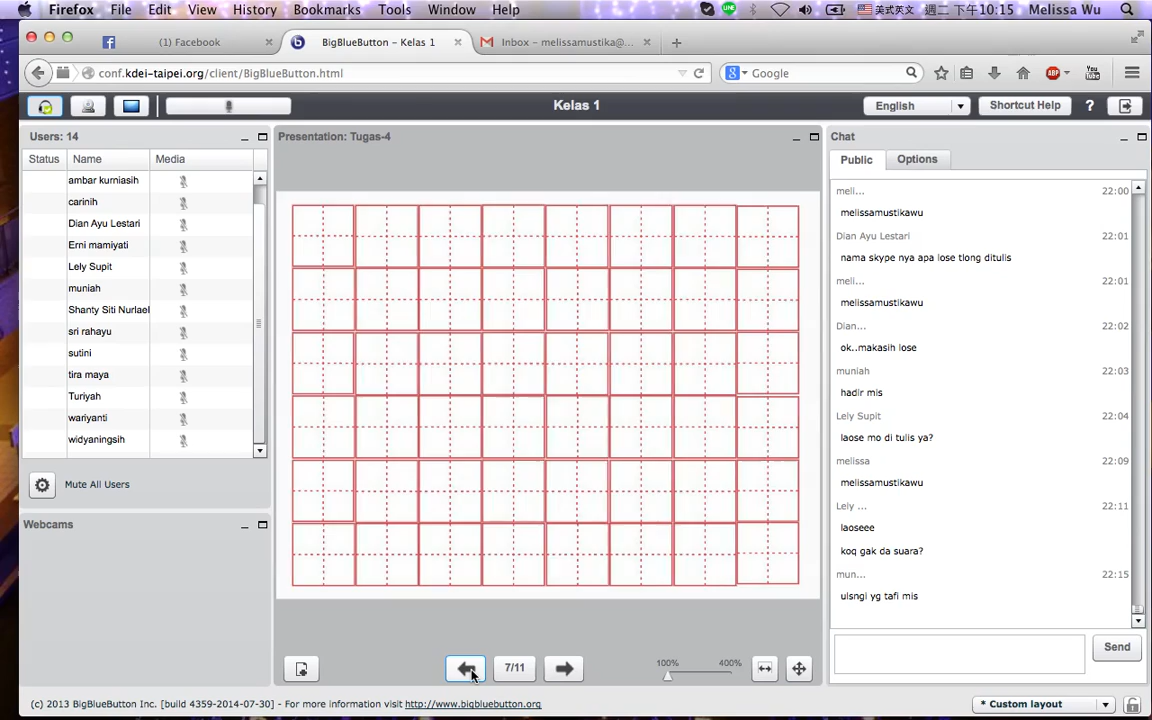 Firefox File Edit View History Bookmarks Tools Window Help 美式英文 週二 下午10:15 Melissa Wu
(1) Facebook BigBlueButton – Kelas 1 Inbox – melissamustika@...
conf.kdei-taipei.org/client/BigBlueButton.html Google ABP You Tube
Kelas 1 English Shortcut Help ?
Users: 14
Status Name Media
ambar kurniasih
carinih
Dian Ayu Lestari
Erni mamiyati
Lely Supit
muniah
Shanty Siti Nurlael
sri rahayu
sutini
tira maya
Turiyah
wariyanti
widyaningsih
Mute All Users
Webcams
Presentation: Tugas-4
7/11
100% 400%
Chat
Public Options
meli... 22:00
melissamustikawu
Dian Ayu Lestari 22:01
nama skype nya apa lose tlong ditulis
meli... 22:01
melissamustikawu
Dian... 22:02
ok..makasih lose
muniah 22:03
hadir mis
Lely Supit 22:04
laose mo di tulis ya?
melissa 22:09
melissamustikawu
Lely ... 22:11
laoseee
koq gak da suara?
mun... 22:15
ulsngi yg tafi mis
Send
(c) 2013 BigBlueButton Inc. [build 4359-2014-07-30] - For more information visit http://www.bigbluebutton.org
* Custom layout